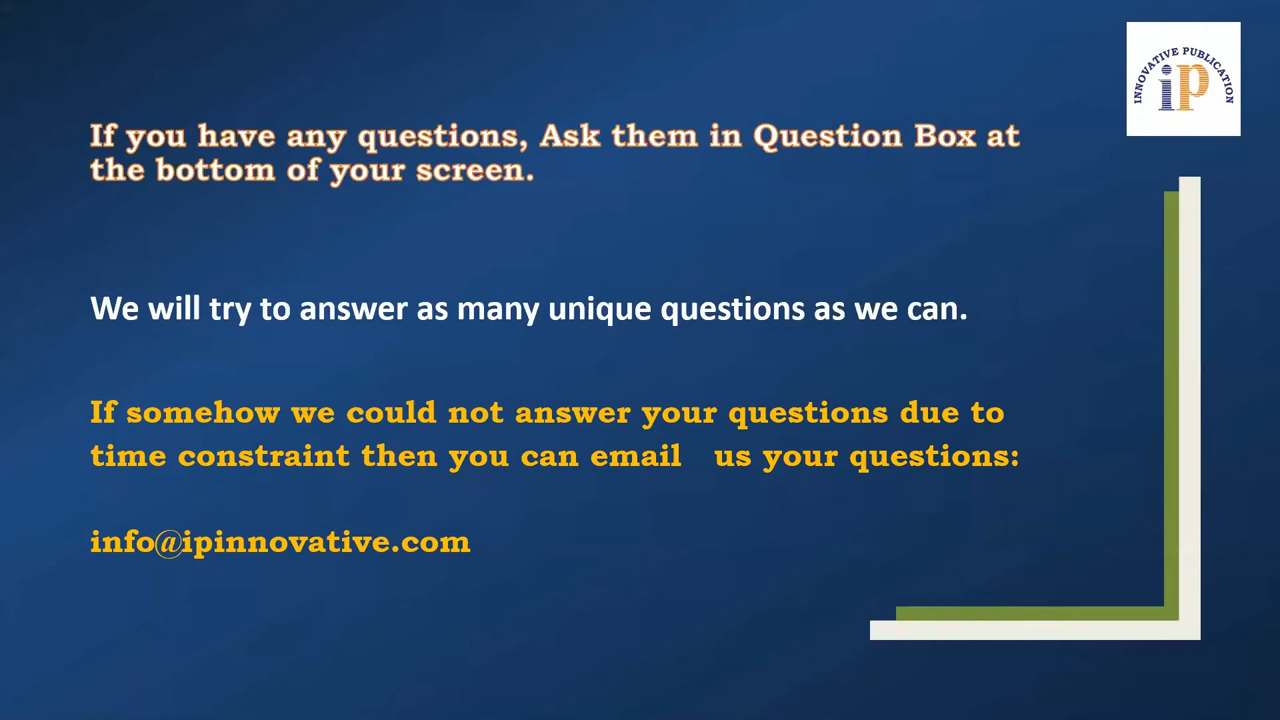 INNOVATIVE PUBLICATION
ip
If you have any questions, Ask them in Question Box at
the bottom of your screen.
We will try to answer as many unique questions as we can.
If somehow we could not answer your questions due to
time constraint then you can email us your questions:
info@ipinnovative.com